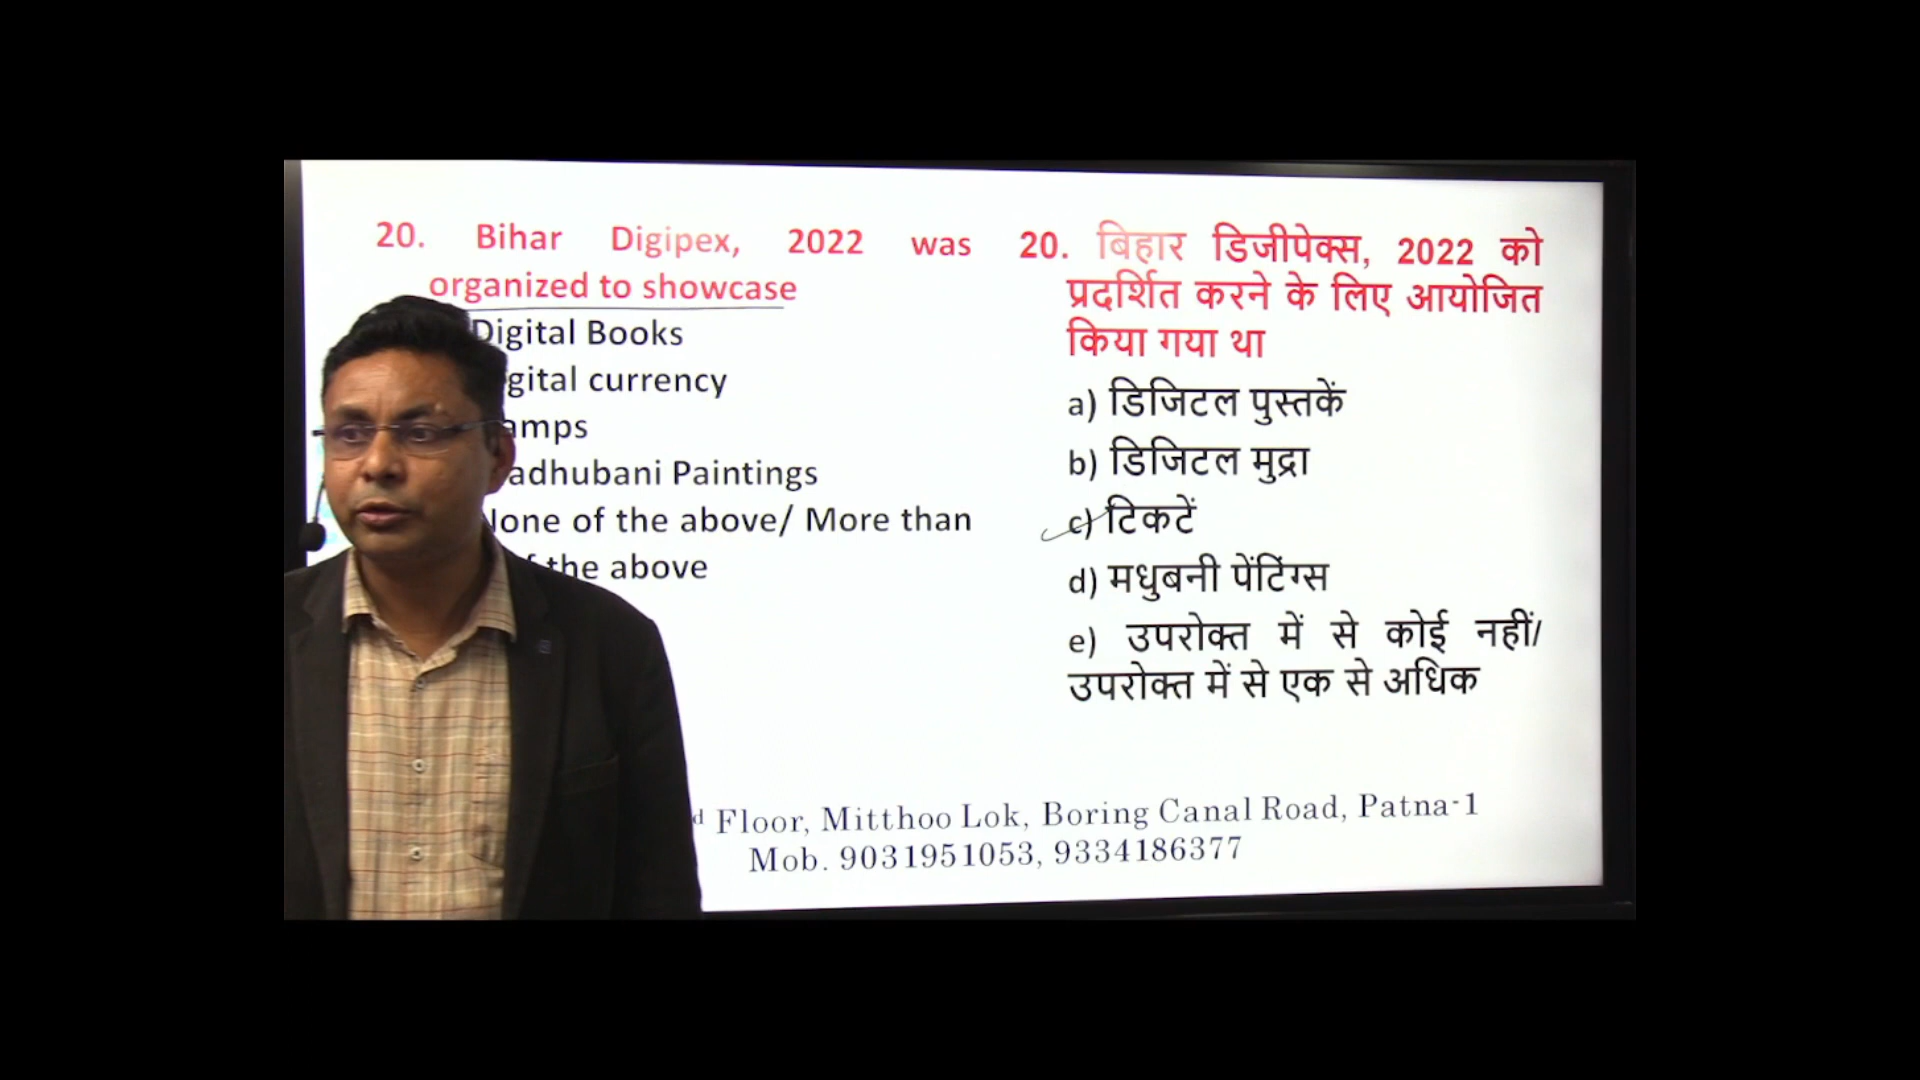 20. Bihar Digipex, 2022 was
organized to showcase
Digital Books
gital currency
amps
adhubani Paintings
None of the above/ More than
f the above
20. बिहार डिजीपेक्स, 2022 को
प्रदर्शित करने के लिए आयोजित
किया गया था
a) डिजिटल पुस्तकें
b) डिजिटल मुद्रा
c) टिकटें
d) मधुबनी पेंटिंग्स
e) उपरोक्त में से कोई नहीं/
उपरोक्त में से एक से अधिक
d Floor, Mitthoo Lok, Boring Canal Road, Patna-1
Mob. 9031951053, 9334186377